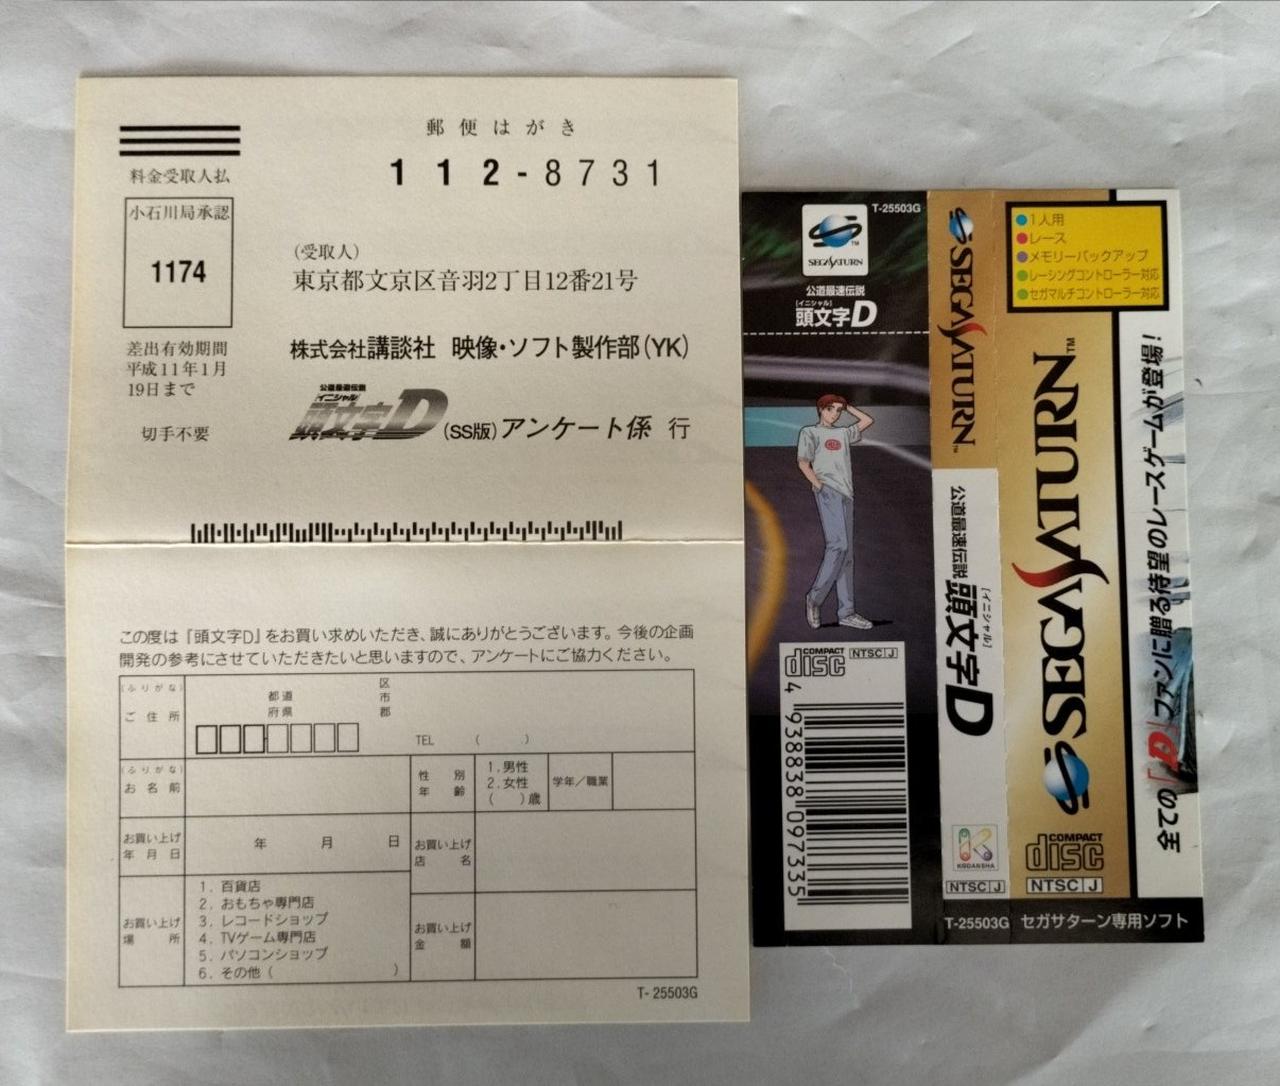 郵便はがき
112-8731
料金受取人払
小石川局承認
1174
差出有効期間
平成11年1月
19日まで
切手不要
(受取人)
東京都文京区音羽2丁目12番21号
株式会社講談社 映像・ソフト製作部(YK)
公道最速伝説
[イニシャル]
頭文字D (SS版) アンケート係 行
この度は『頭文字D』をお買い求めいただき、誠にありがとうございます。今後の企画
開発の参考にさせていただきたいと思いますので、アンケートにご協力ください。
(ふりがな)
ご住所
都道
府県
区
市
郡
TEL ( )
(ふりがな)
お名前
性別
年齢
1.男性
2.女性
( )歳
学年/職業
お買い上げ
年月日
年 月 日
お買い上げ
店名
お買い上げ
場所
1. 百貨店
2. おもちゃ専門店
3. レコードショップ
4. TVゲーム専門店
5. パソコンショップ
6. その他 ( )
お買い上げ
金額
T-25503G
T-25503G
SEGA SATURN
TM
公道最速伝説
[イニシャル]
頭文字D
COMPACT
disc
NTSC J
4 938838 097335
SEGA SATURN
TM
公道最速伝説
[イニシャル]
頭文字D
KODANSHA
NTSC J
T-25503G
●1人用
●レース
●メモリーバックアップ
●レーシングコントローラー対応
●セガマルチコントローラー対応
SEGA SATURN
TM
COMPACT
disc
NTSC J
全ての「D」ファンに贈る待望のレースゲームが登場!
セガサターン専用ソフト